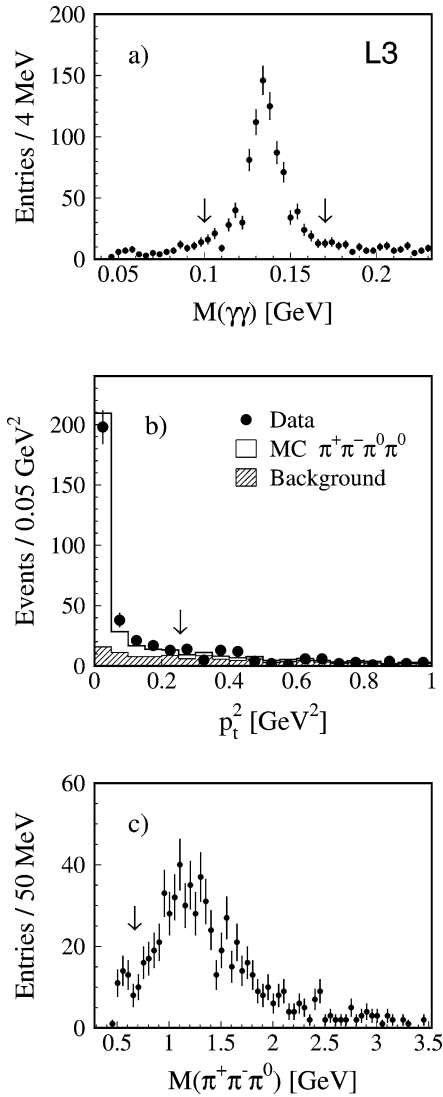 200
150
100
50
0
Entries / 4 MeV
a)
L3
0.05 0.1 0.15 0.2
M(γγ) [GeV]
200
150
100
50
0
Events / 0.05 GeV²
b)
Data
MC π⁺π⁻π⁰π⁰
Background
0 0.2 0.4 0.6 0.8 1
pₜ² [GeV²]
60
40
20
0
Entries / 50 MeV
c)
0.5 1 1.5 2 2.5 3 3.5
M(π⁺π⁻π⁰) [GeV]